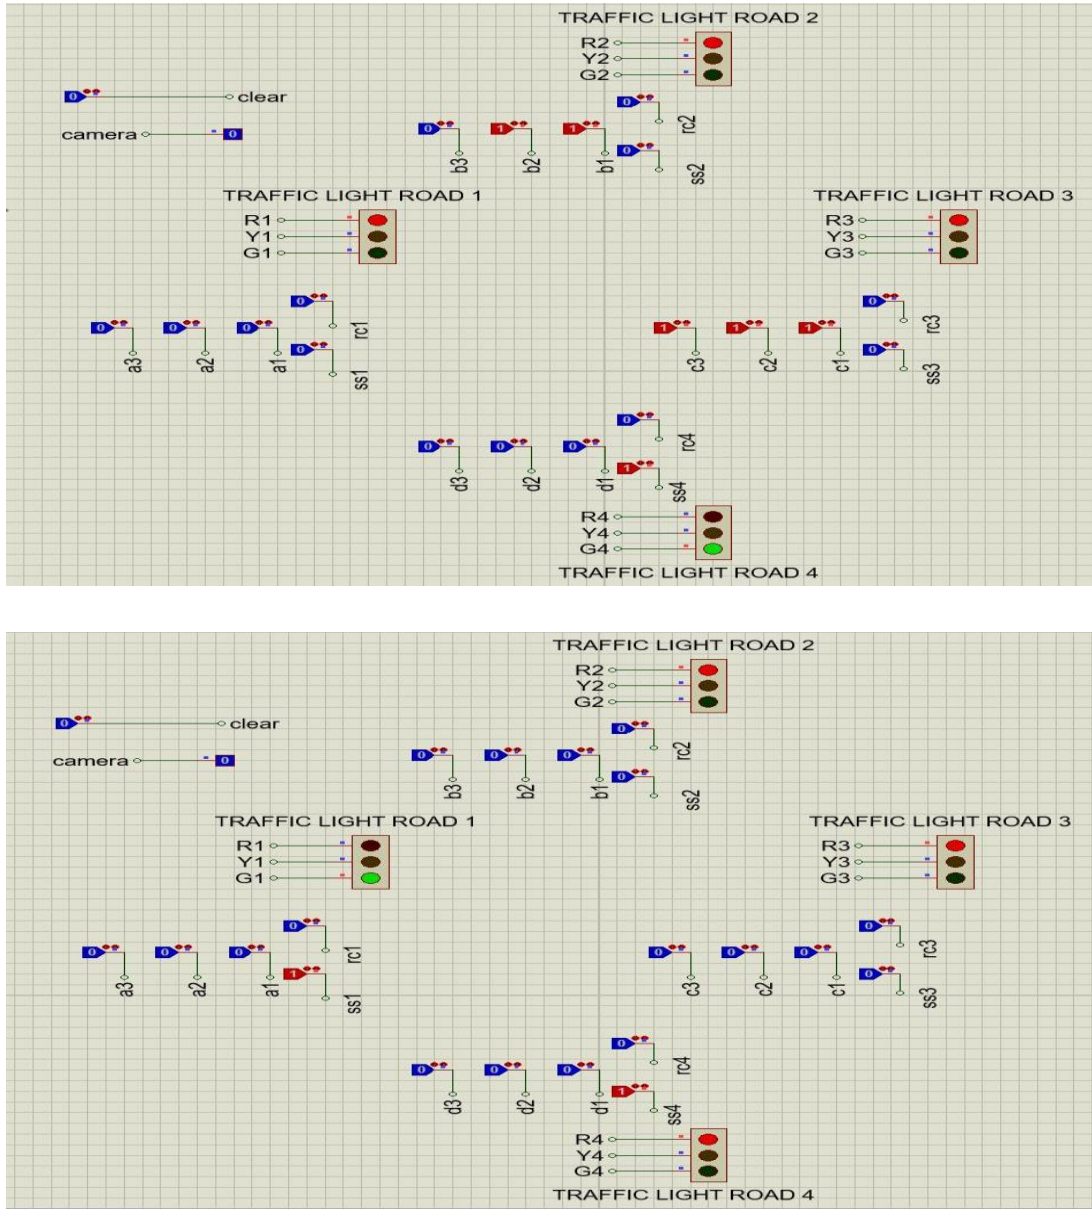 TRAFFIC LIGHT ROAD 2
R2
Y2
G2
0 clear
camera 0
0 rc2
0 b3 1 b2 1 b1
0 ss2
TRAFFIC LIGHT ROAD 1
R1
Y1
G1
TRAFFIC LIGHT ROAD 3
R3
Y3
G3
0 rc1
0 a3 0 a2 0 a1
0 ss1
0 rc3
1 c3 1 c2 1 c1
0 ss3
0 rc4
0 d3 0 d2 0 d1
1 ss4
R4
Y4
G4
TRAFFIC LIGHT ROAD 4
TRAFFIC LIGHT ROAD 2
R2
Y2
G2
0 clear
camera 0
0 rc2
0 b3 0 b2 0 b1
0 ss2
TRAFFIC LIGHT ROAD 1
R1
Y1
G1
TRAFFIC LIGHT ROAD 3
R3
Y3
G3
0 rc1
0 a3 0 a2 0 a1
1 ss1
0 rc3
0 c3 0 c2 0 c1
0 ss3
0 rc4
0 d3 0 d2 0 d1
1 ss4
R4
Y4
G4
TRAFFIC LIGHT ROAD 4